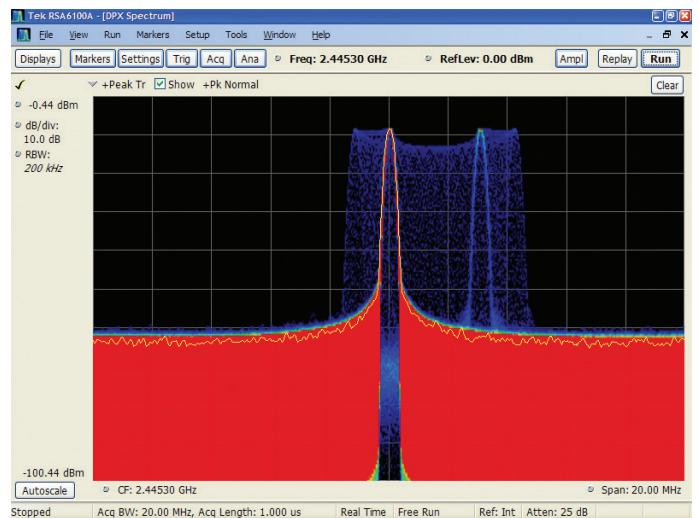 Tek RSA6100A - [DPX Spectrum]
File View Run Markers Setup Tools Window Help
Displays Markers Settings Trig Acq Ana Freq: 2.44530 GHz RefLev: 0.00 dBm Ampl Replay Run
+Peak Tr Show +Pk Normal Clear
-0.44 dBm
dB/div:
10.0 dB
RBW:
200 kHz
-100.44 dBm
Autoscale CF: 2.44530 GHz Span: 20.00 MHz
Stopped Acq BW: 20.00 MHz, Acq Length: 1.000 us Real Time Free Run Ref: Int Atten: 25 dB